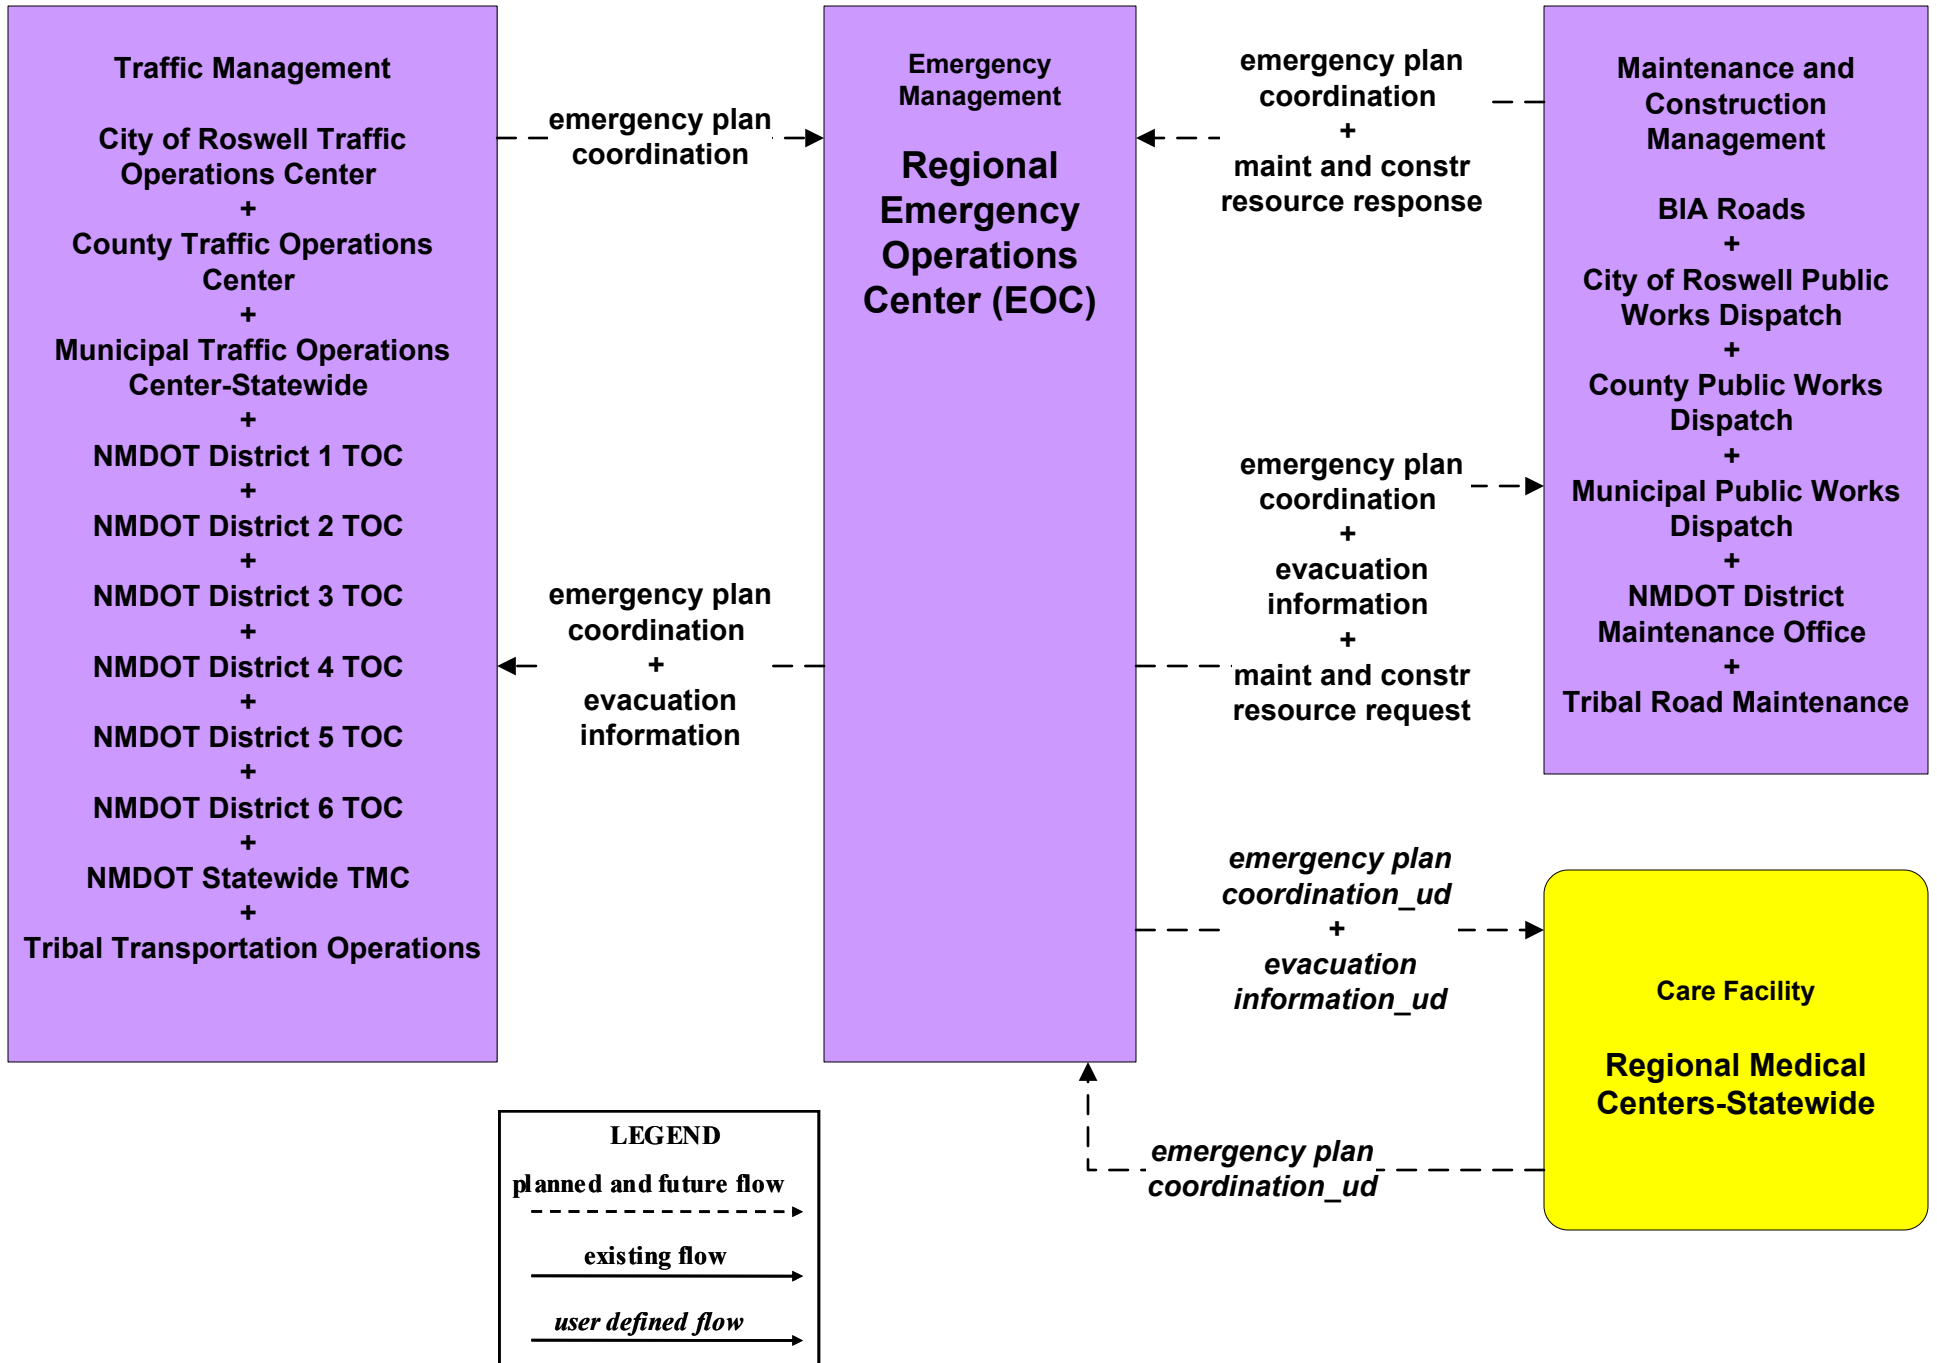 Traffic Management
City of Roswell Traffic
Operations Center
+
County Traffic Operations
Center
+
Municipal Traffic Operations
Center-Statewide
+
NMDOT District 1 TOC
+
NMDOT District 2 TOC
+
NMDOT District 3 TOC
+
NMDOT District 4 TOC
+
NMDOT District 5 TOC
+
NMDOT District 6 TOC
+
NMDOT Statewide TMC
+
Tribal Transportation Operations
emergency plan
coordination
emergency plan
coordination
+
evacuation
information
Emergency
Management
Regional
Emergency
Operations
Center (EOC)
emergency plan
coordination
+
maint and constr
resource response
emergency plan
coordination
+
evacuation
information
+
maint and constr
resource request
emergency plan
coordination_ud
+
evacuation
information_ud
emergency plan
coordination_ud
Maintenance and
Construction
Management
BIA Roads
+
City of Roswell Public
Works Dispatch
+
County Public Works
Dispatch
+
Municipal Public Works
Dispatch
+
NMDOT District
Maintenance Office
+
Tribal Road Maintenance
Care Facility
Regional Medical
Centers-Statewide
LEGEND
planned and future flow
existing flow
user defined flow